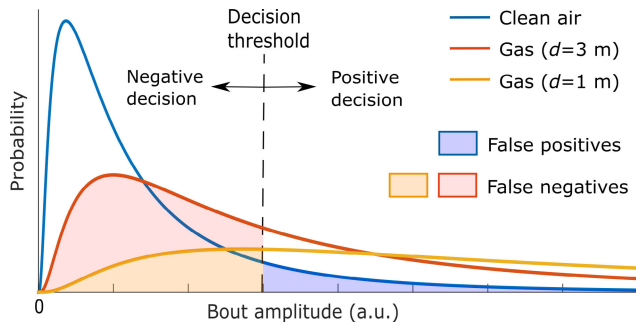 Decision
threshold
Negative
decision
Positive
decision
Clean air
Gas (d=3 m)
Gas (d=1 m)
False positives
False negatives
Probability
0
Bout amplitude (a.u.)